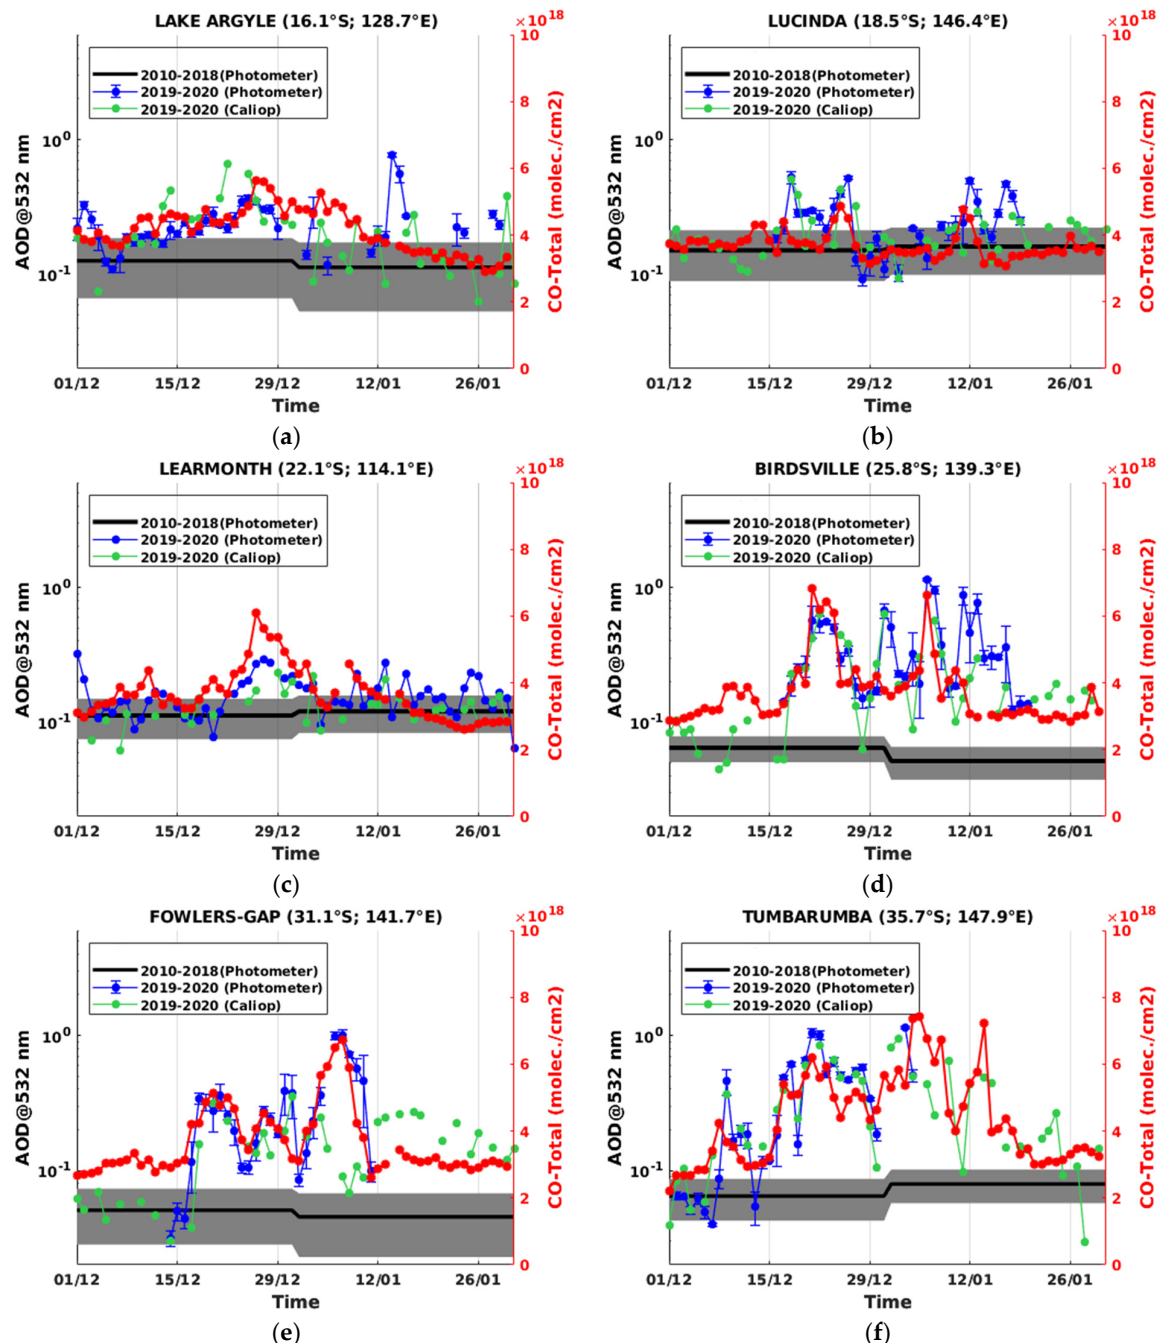 LAKE ARGYLE (16.1°S; 128.7°E)
×10^18
2010-2018(Photometer)
2019-2020 (Photometer)
2019-2020 (Caliop)
AOD@532 nm
10^0
10^-1
CO-Total (molec./cm2)
10
8
6
4
2
0
01/12 15/12 29/12 12/01 26/01
Time
(a)
LUCINDA (18.5°S; 146.4°E)
×10^18
2010-2018(Photometer)
2019-2020 (Photometer)
2019-2020 (Caliop)
AOD@532 nm
10^0
10^-1
CO-Total (molec./cm2)
10
8
6
4
2
0
01/12 15/12 29/12 12/01 26/01
Time
(b)
LEARMONTH (22.1°S; 114.1°E)
×10^18
2010-2018(Photometer)
2019-2020 (Photometer)
2019-2020 (Caliop)
AOD@532 nm
10^0
10^-1
CO-Total (molec./cm2)
10
8
6
4
2
0
01/12 15/12 29/12 12/01 26/01
Time
(c)
BIRDSVILLE (25.8°S; 139.3°E)
×10^18
2010-2018(Photometer)
2019-2020 (Photometer)
2019-2020 (Caliop)
AOD@532 nm
10^0
10^-1
CO-Total (molec./cm2)
10
8
6
4
2
0
01/12 15/12 29/12 12/01 26/01
Time
(d)
FOWLERS-GAP (31.1°S; 141.7°E)
×10^18
2010-2018(Photometer)
2019-2020 (Photometer)
2019-2020 (Caliop)
AOD@532 nm
10^0
10^-1
CO-Total (molec./cm2)
10
8
6
4
2
0
01/12 15/12 29/12 12/01 26/01
Time
(e)
TUMBARUMBA (35.7°S; 147.9°E)
×10^18
2010-2018(Photometer)
2019-2020 (Photometer)
2019-2020 (Caliop)
AOD@532 nm
10^0
10^-1
CO-Total (molec./cm2)
10
8
6
4
2
0
01/12 15/12 29/12 12/01 26/01
Time
(f)